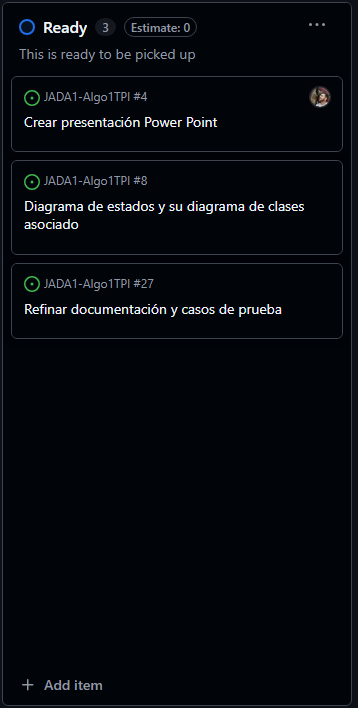 Ready 3 Estimate: 0 ...
This is ready to be picked up
JADA1-Algo1TPI #4
Crear presentación Power Point
JADA1-Algo1TPI #8
Diagrama de estados y su diagrama de clases
asociado
JADA1-Algo1TPI #27
Refinar documentación y casos de prueba
+ Add item